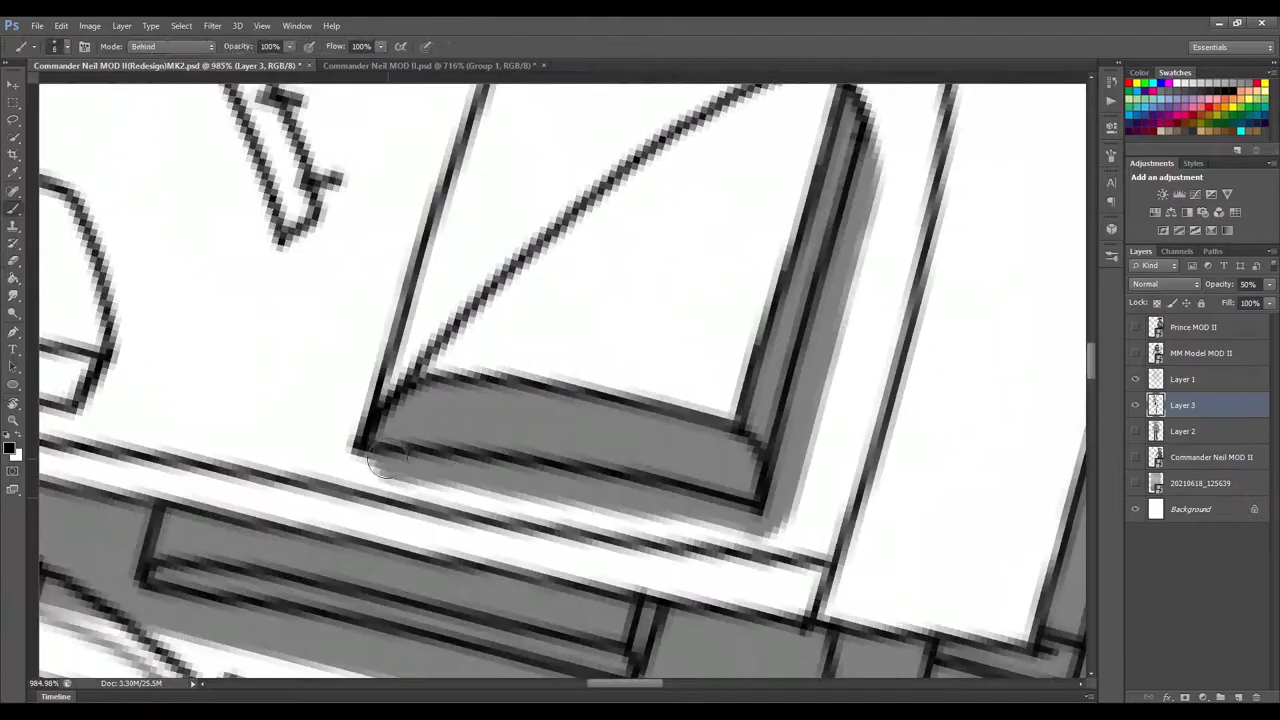 Ps File Edit Image Layer Type Select Filter 3D View Window Help
6 Mode: Behind Opacity: 100% Flow: 100% Essentials
Commander Neil MOD II(Redesign)MK2.psd @ 985% (Layer 3, RGB/8) * × Commander Neil MOD II.psd @ 716% (Group 1, RGB/8) * ×
Color Swatches
Adjustments Styles
Add an adjustment
Layers Channels Paths
Kind
Normal Opacity: 50%
Lock: Fill: 100%
Prince MOD II
MM Model MOD II
Layer 1
Layer 3
Layer 2
Commander Neil MOD II
20210618_125639
Background
984.98% Doc: 3.30M/25.5M
Timeline